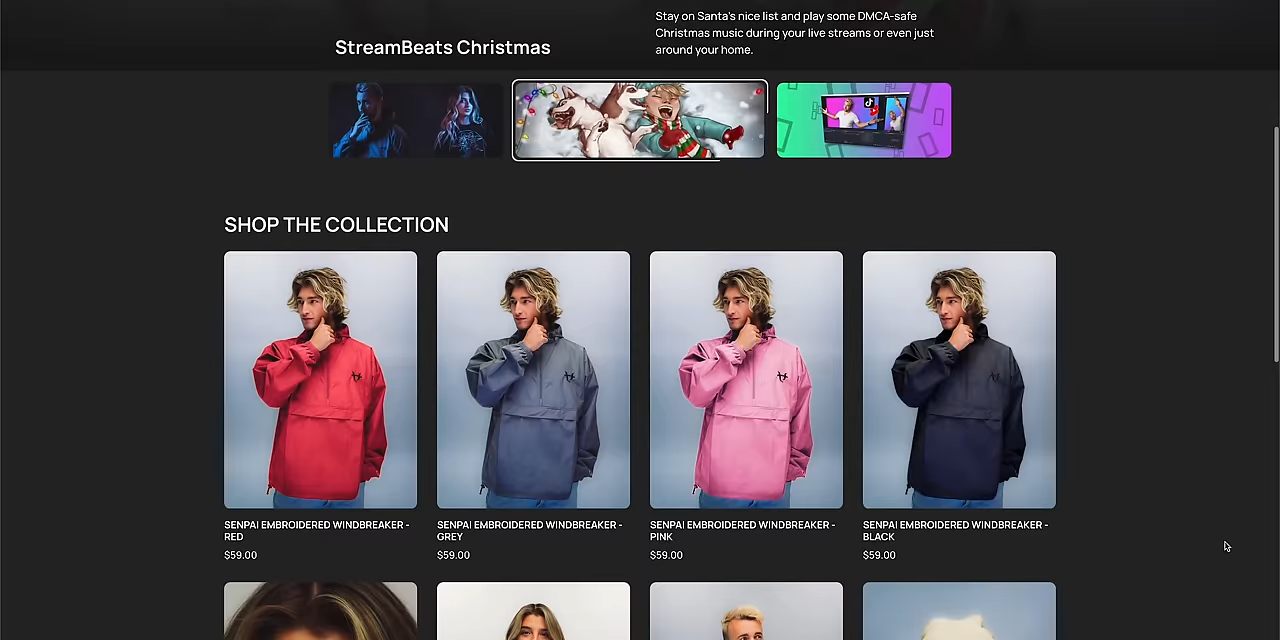 Stay on Santa's nice list and play some DMCA-safe
Christmas music during your live streams or even just
around your home.
StreamBeats Christmas
SHOP THE COLLECTION
SENPAI EMBROIDERED WINDBREAKER -
RED
$59.00
SENPAI EMBROIDERED WINDBREAKER -
GREY
$59.00
SENPAI EMBROIDERED WINDBREAKER -
PINK
$59.00
SENPAI EMBROIDERED WINDBREAKER -
BLACK
$59.00